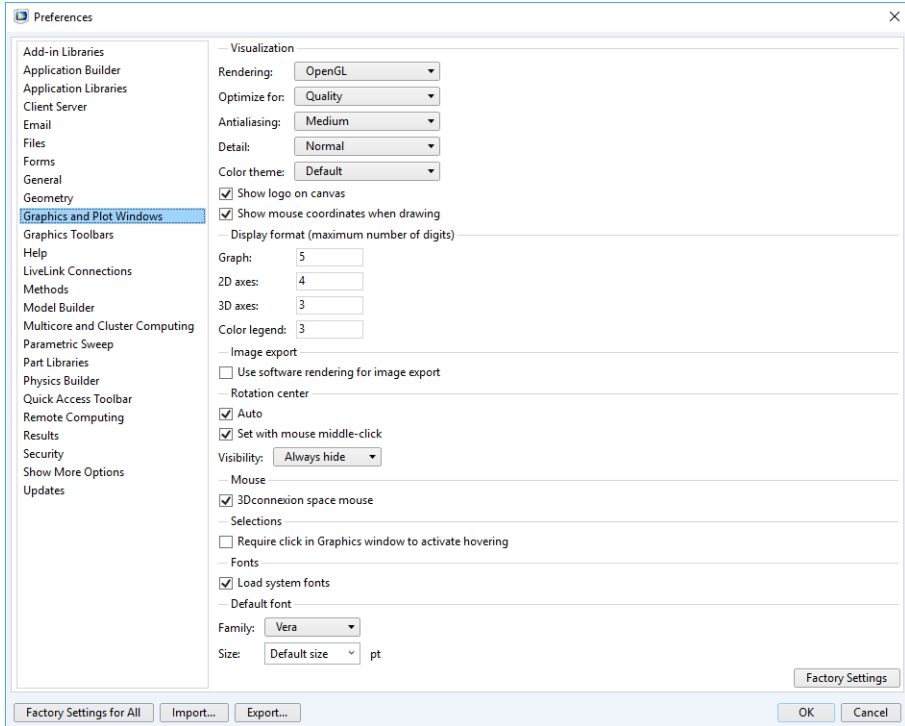 Preferences
Add-in Libraries
Application Builder
Application Libraries
Client Server
Email
Files
Forms
General
Geometry
Graphics and Plot Windows
Graphics Toolbars
Help
LiveLink Connections
Methods
Model Builder
Multicore and Cluster Computing
Parametric Sweep
Part Libraries
Physics Builder
Quick Access Toolbar
Remote Computing
Results
Security
Show More Options
Updates
Visualization
Rendering: OpenGL
Optimize for: Quality
Antialiasing: Medium
Detail: Normal
Color theme: Default
Show logo on canvas
Show mouse coordinates when drawing
Display format (maximum number of digits)
Graph: 5
2D axes: 4
3D axes: 3
Color legend: 3
Image export
Use software rendering for image export
Rotation center
Auto
Set with mouse middle-click
Visibility: Always hide
Mouse
3Dconnexion space mouse
Selections
Require click in Graphics window to activate hovering
Fonts
Load system fonts
Default font
Family: Vera
Size: Default size pt
Factory Settings
Factory Settings for All Import... Export... OK Cancel